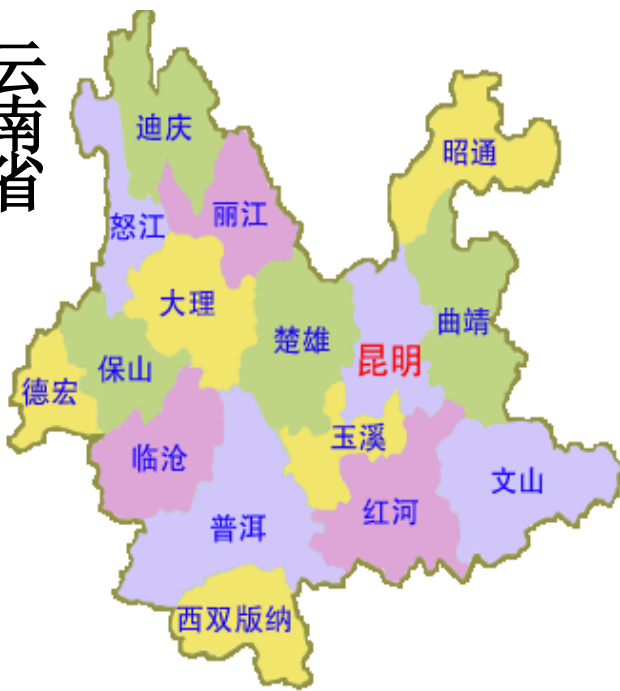 云南省
迪庆
昭通
怒江
丽江
大理
楚雄
曲靖
昆明
保山
德宏
玉溪
临沧
文山
红河
普洱
西双版纳